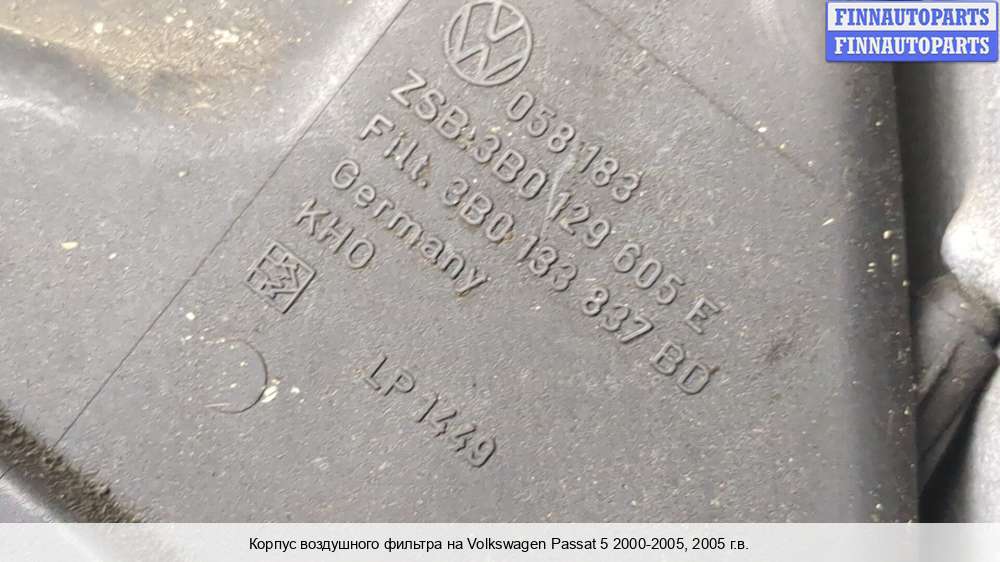 FINNAUTOPARTS
FINNAUTOPARTS
058 183
ZSB.3B0 129 605 E
Filt. 3B0 133 837 BD
Germany
KHO
LP 1449
Корпус воздушного фильтра на Volkswagen Passat 5 2000-2005, 2005 г.в.